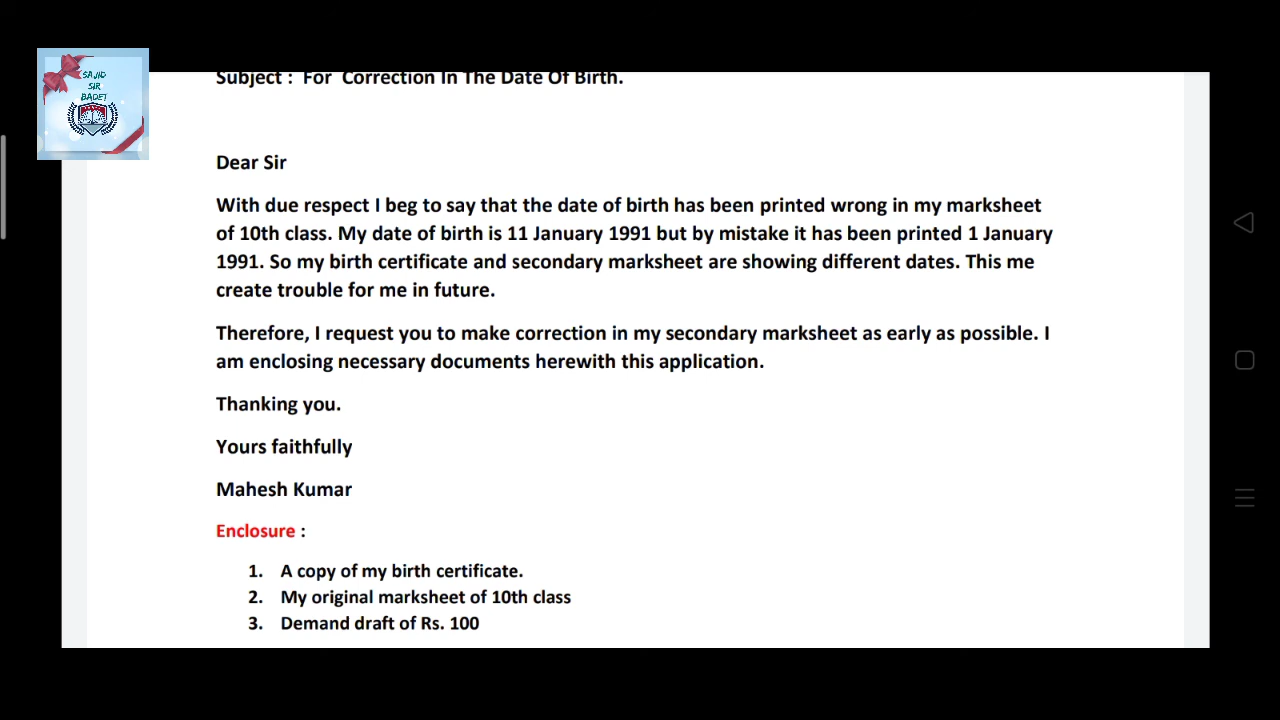 SAJID
SIR
BADET
Subject : For Correction In The Date Of Birth.
Dear Sir
With due respect I beg to say that the date of birth has been printed wrong in my marksheet
of 10th class. My date of birth is 11 January 1991 but by mistake it has been printed 1 January
1991. So my birth certificate and secondary marksheet are showing different dates. This me
create trouble for me in future.
Therefore, I request you to make correction in my secondary marksheet as early as possible. I
am enclosing necessary documents herewith this application.
Thanking you.
Yours faithfully
Mahesh Kumar
Enclosure :
1. A copy of my birth certificate.
2. My original marksheet of 10th class
3. Demand draft of Rs. 100